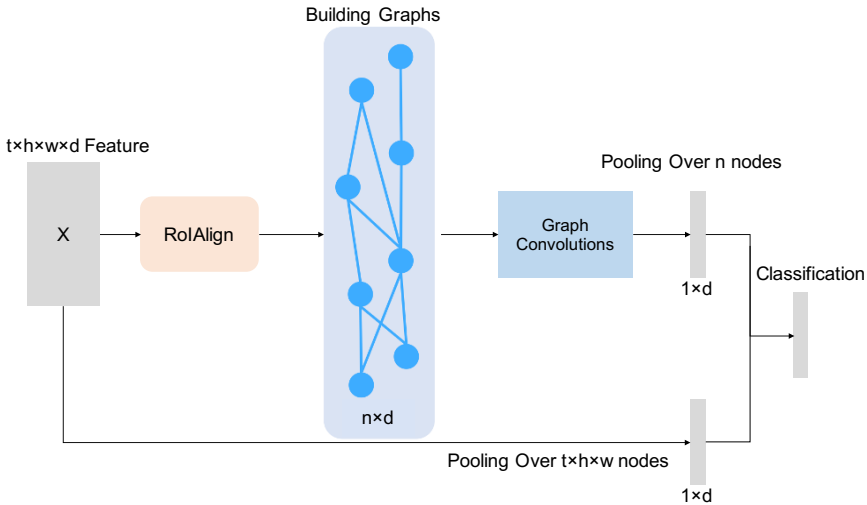 Building Graphs
t×h×w×d Feature
X
RoIAlign
n×d
Graph
Convolutions
Pooling Over n nodes
1×d
Classification
Pooling Over t×h×w nodes
1×d